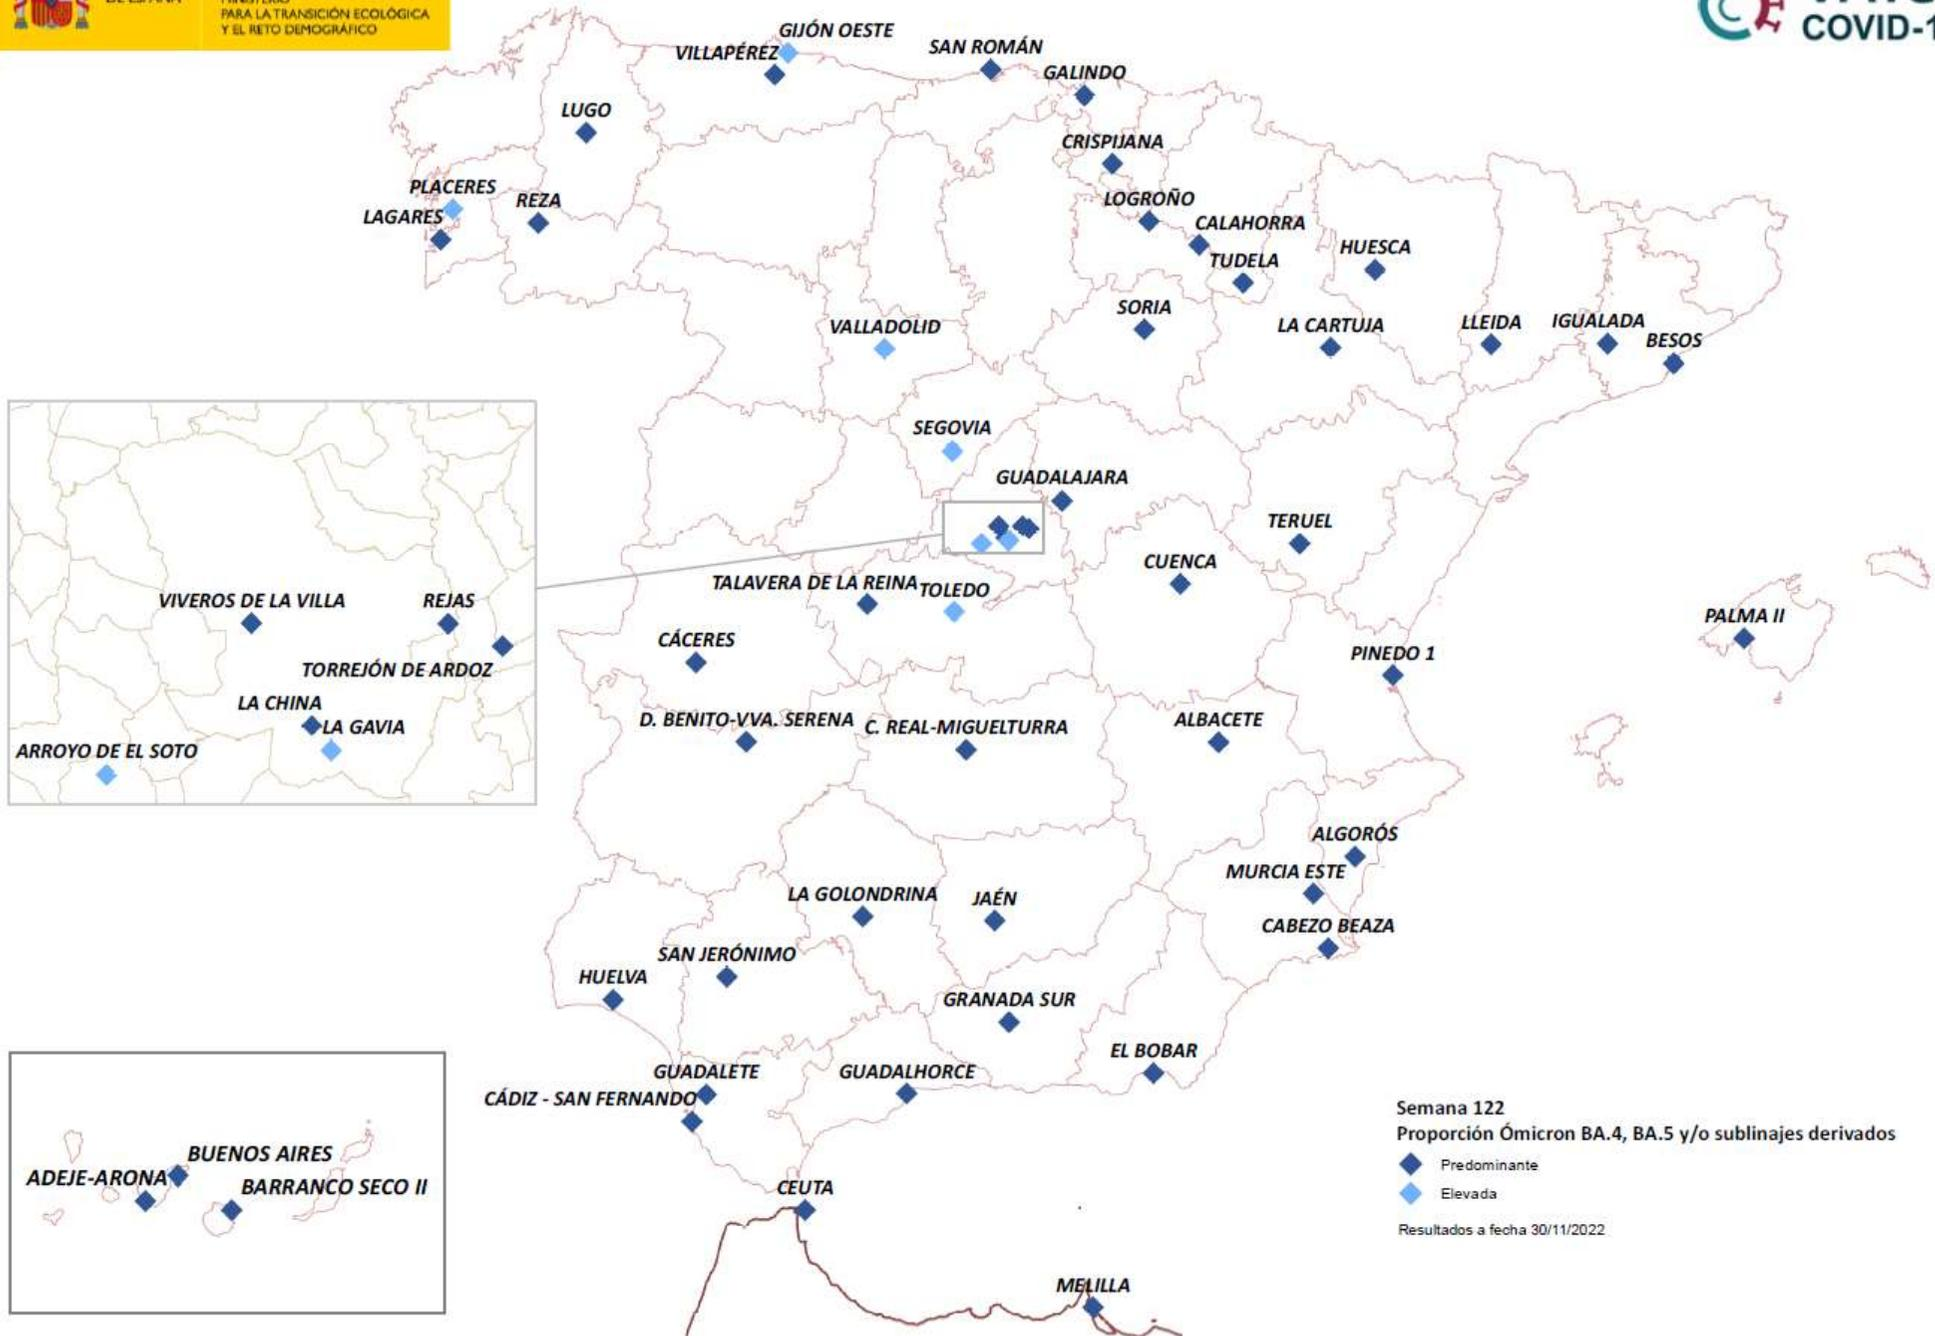 PARA LA TRANSICIÓN ECOLÓGICA
Y EL RETO DEMOGRÁFICO
COVID-1
GIJÓN OESTE
VILLAPÉREZ
SAN ROMÁN
GALINDO
LUGO
CRISPIJANA
PLACERES
REZA
LOGROÑO
LAGARES
CALAHORRA
HUESCA
TUDELA
SORIA
VALLADOLID
LA CARTUJA
LLEIDA
IGUALADA
BESOS
SEGOVIA
GUADALAJARA
TERUEL
CUENCA
TALAVERA DE LA REINA
TOLEDO
VIVEROS DE LA VILLA
REJAS
PALMA II
CÁCERES
PINEDO 1
TORREJÓN DE ARDOZ
LA CHINA
LA GAVIA
D. BENITO-VVA. SERENA
C. REAL-MIGUELTURRA
ALBACETE
ARROYO DE EL SOTO
ALGORÓS
MURCIA ESTE
LA GOLONDRINA
JAÉN
CABEZO BEAZA
SAN JERÓNIMO
HUELVA
GRANADA SUR
EL BOBAR
GUADALETE
GUADALHORCE
CÁDIZ - SAN FERNANDO
BUENOS AIRES
ADEJE-ARONA
BARRANCO SECO II
CEUTA
MELILLA
Semana 122
Proporción Ómicron BA.4, BA.5 y/o sublinajes derivados
Predominante
Elevada
Resultados a fecha 30/11/2022